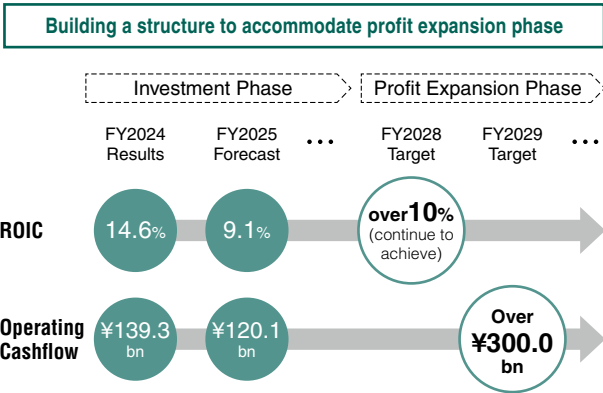 Building a structure to accommodate profit expansion phase
Investment Phase
Profit Expansion Phase
FY2024
Results
FY2025
Forecast
...
FY2028
Target
FY2029
Target
...
ROIC
14.6%
9.1%
over10%
(continue to
achieve)
Operating
Cashflow
¥139.3
bn
¥120.1
bn
Over
¥300.0
bn